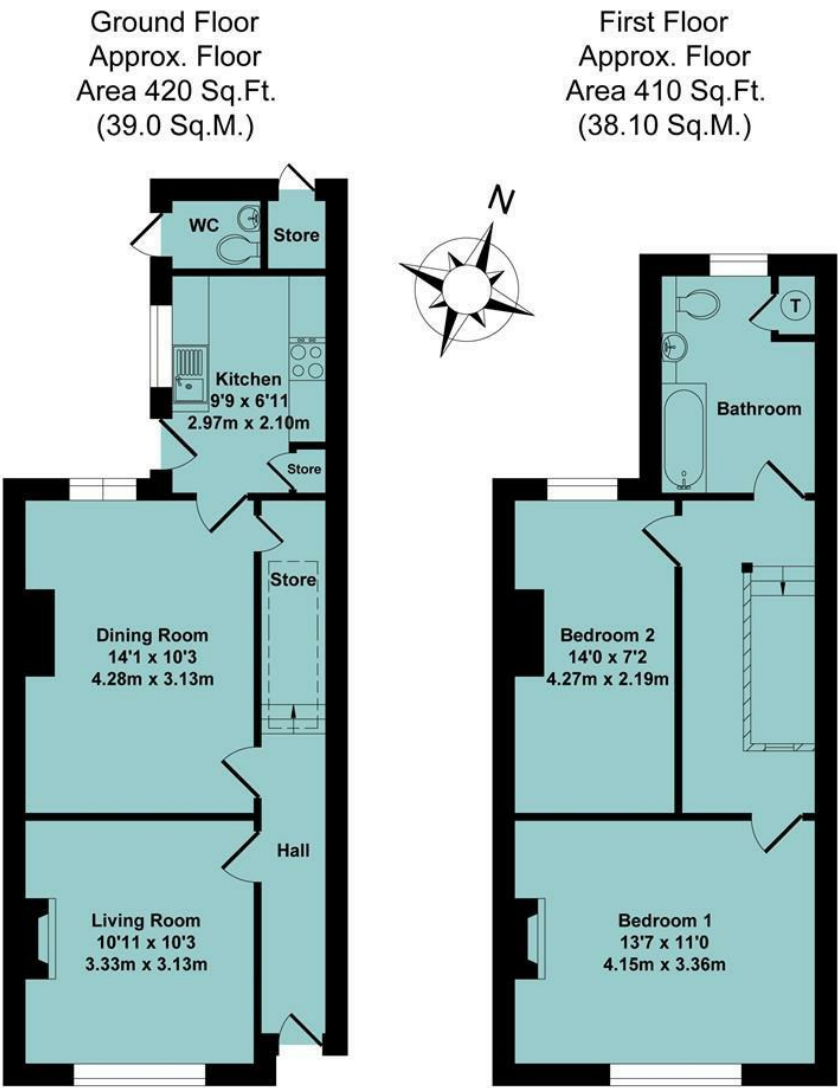 Ground Floor
Approx. Floor
Area 420 Sq.Ft.
(39.0 Sq.M.)
First Floor
Approx. Floor
Area 410 Sq.Ft.
(38.10 Sq.M.)
N
WC
Store
Kitchen
9'9 x 6'11
2.97m x 2.10m
Store
Store
Dining Room
14'1 x 10'3
4.28m x 3.13m
Hall
Living Room
10'11 x 10'3
3.33m x 3.13m
T
Bathroom
Bedroom 2
14'0 x 7'2
4.27m x 2.19m
Bedroom 1
13'7 x 11'0
4.15m x 3.36m